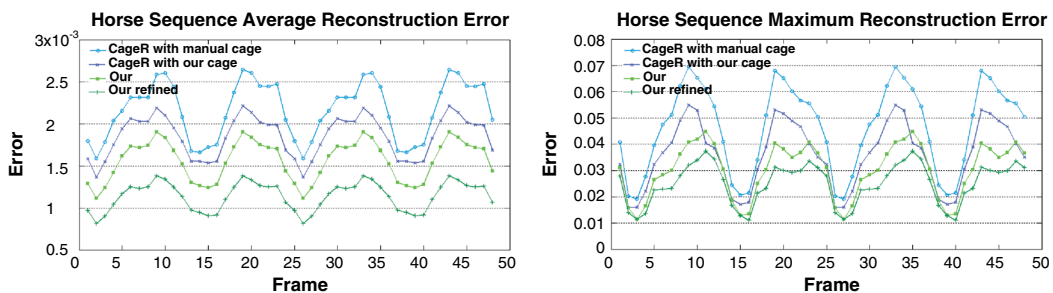 Horse Sequence Average Reconstruction Error
3x10-3
2.5
2
1.5
1
0.5
Error
CageR with manual cage
CageR with our cage
Our
Our refined
0 5 10 15 20 25 30 35 40 45 50
Frame
Horse Sequence Maximum Reconstruction Error
0.08
0.07
0.06
0.05
0.04
0.03
0.02
0.01
0
Error
CageR with manual cage
CageR with our cage
Our
Our refined
0 5 10 15 20 25 30 35 40 45 50
Frame